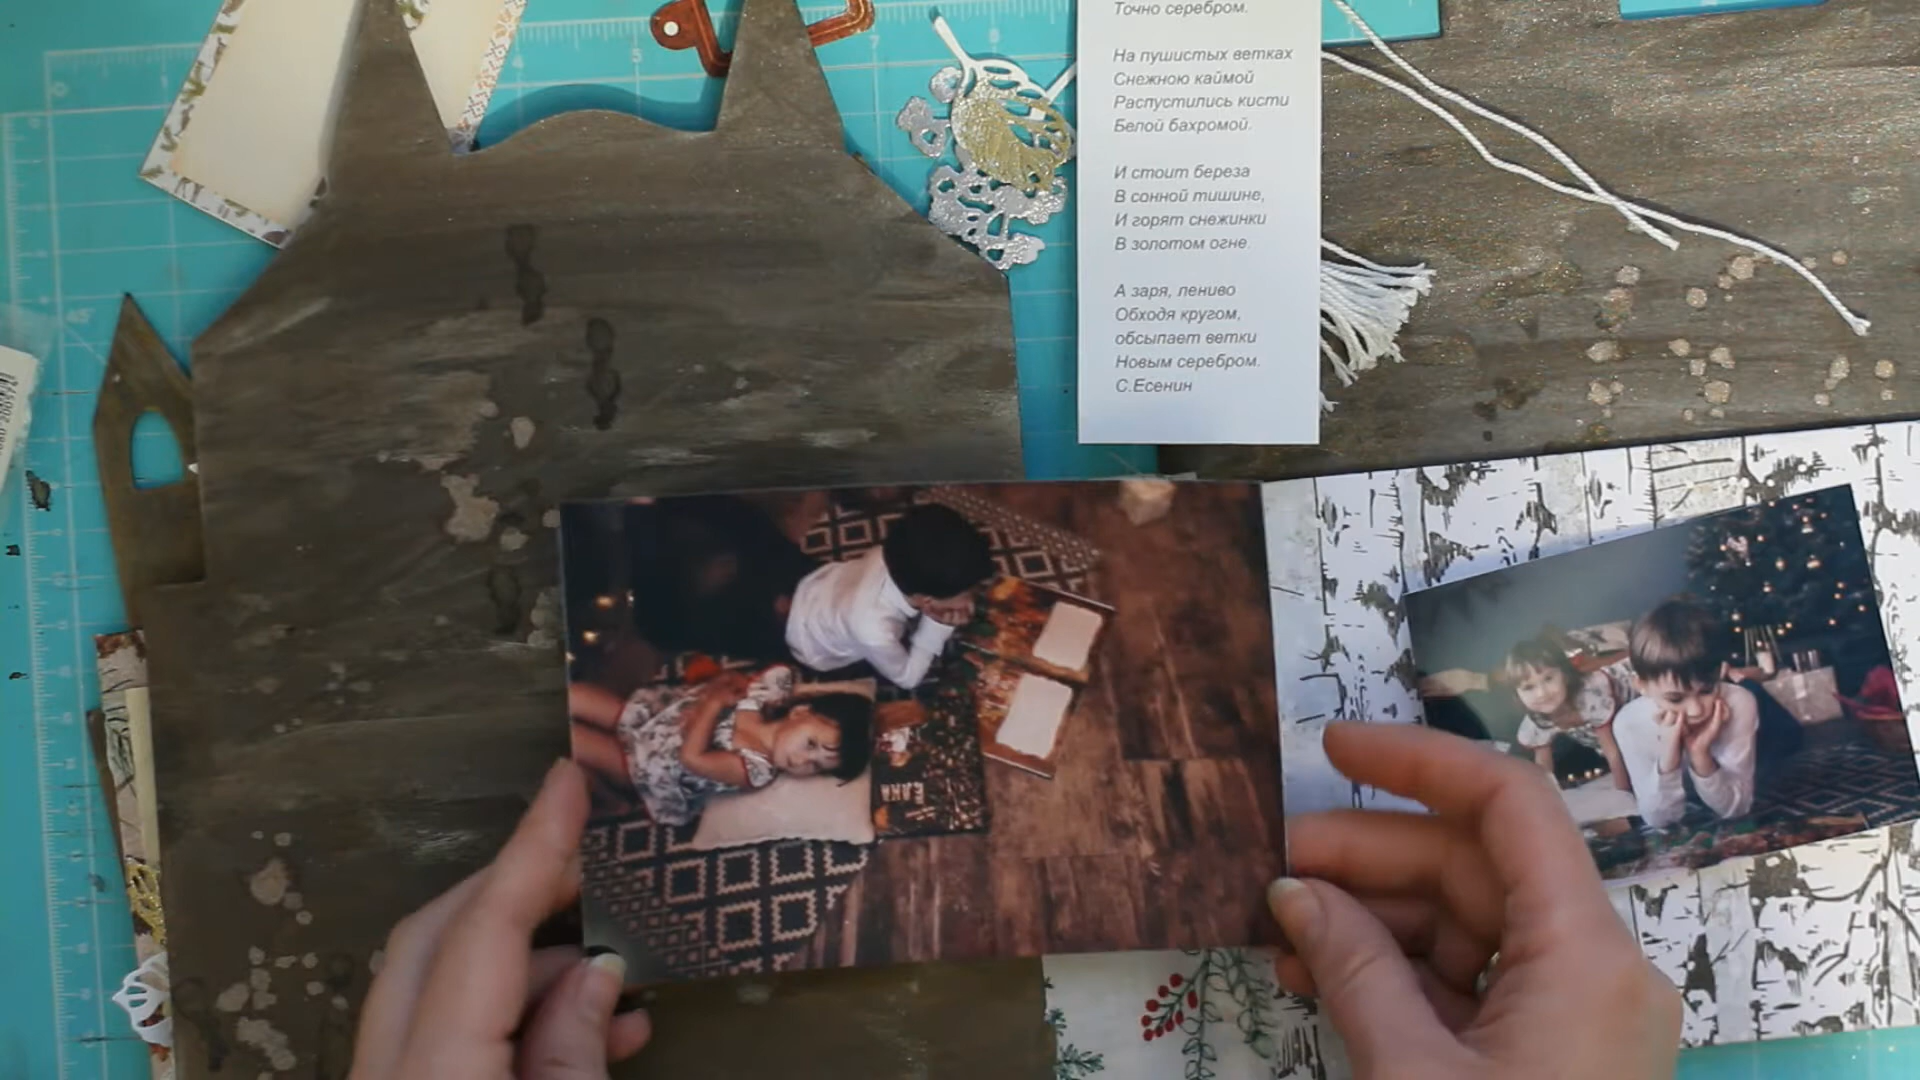 Точно серебром.
На пушистых ветках
Снежною каймой
Распустились кисти
Белой бахромой.
И стоит береза
В сонной тишине,
И горят снежинки
В золотом огне.
А заря, лениво
Обходя кругом,
обсыпает ветки
Новым серебром.
С.Есенин